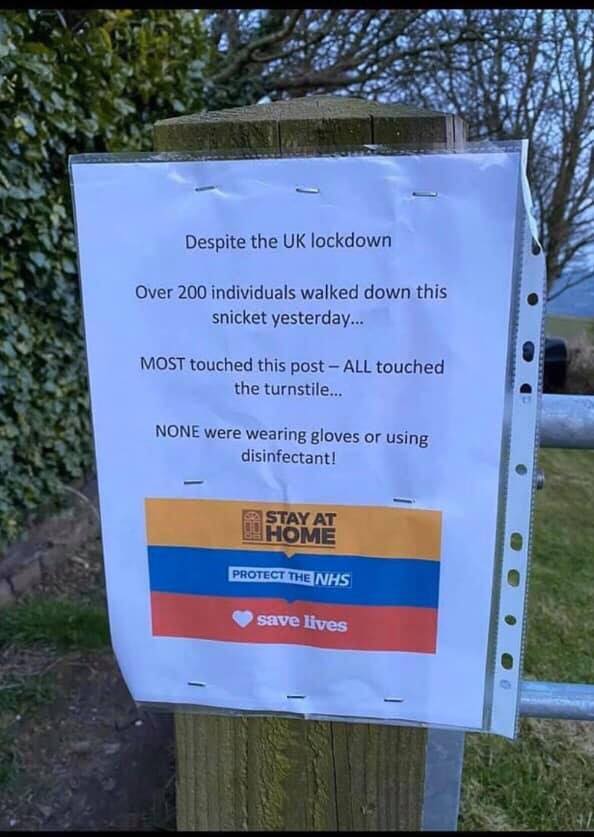 Despite the UK lockdown
Over 200 individuals walked down this
snicket yesterday...
MOST touched this post – ALL touched
the turnstile...
NONE were wearing gloves or using
disinfectant!
STAY AT
HOME
PROTECT THE NHS
save lives